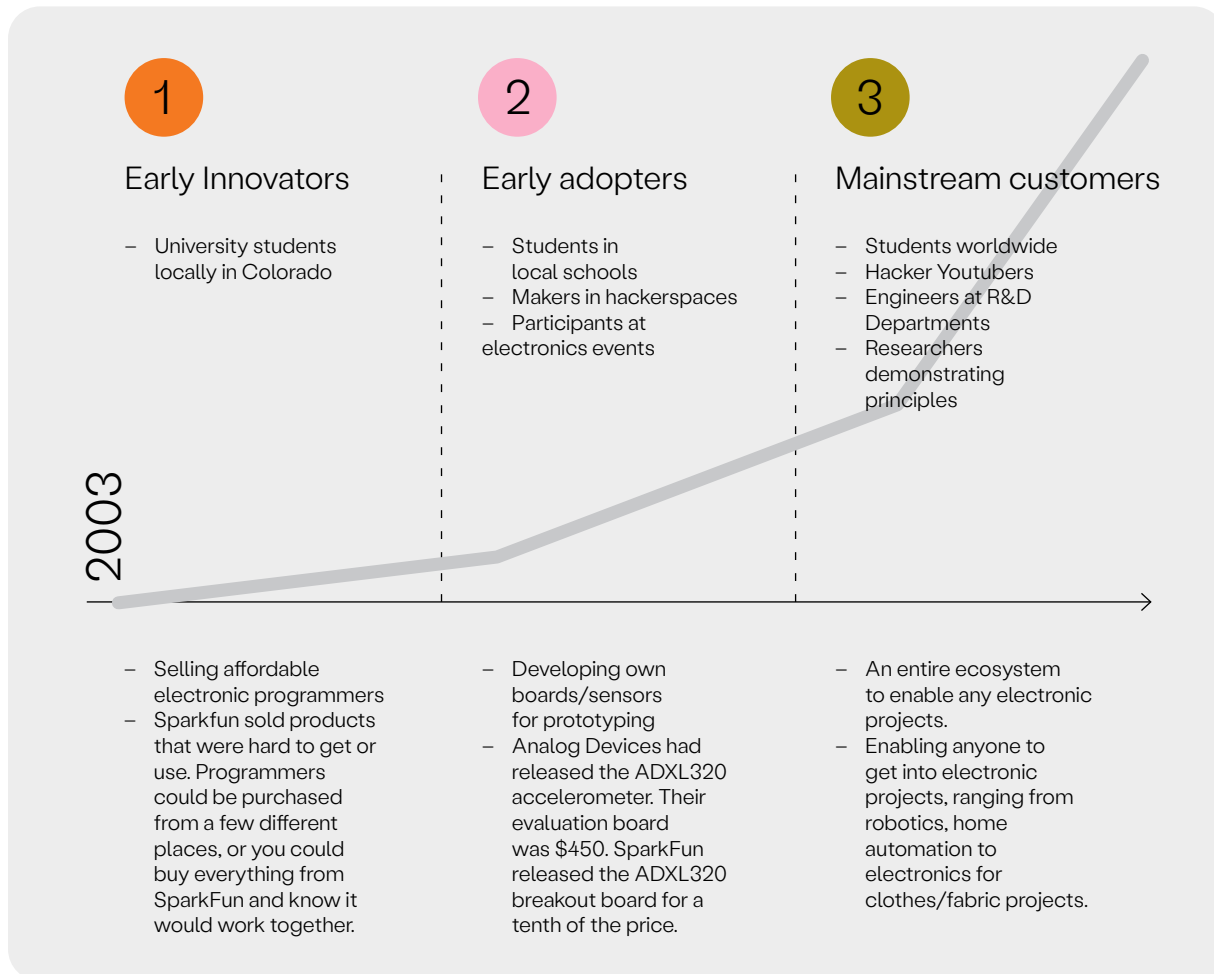 1
Early Innovators
– University students
locally in Colorado
2
Early adopters
– Students in
local schools
– Makers in hackerspaces
– Participants at
electronics events
3
Mainstream customers
– Students worldwide
– Hacker Youtubers
– Engineers at R&D
Departments
– Researchers
demonstrating
principles
2003
– Selling affordable
electronic programmers
– Sparkfun sold products
that were hard to get or
use. Programmers
could be purchased
from a few different
places, or you could
buy everything from
SparkFun and know it
would work together.
– Developing own
boards/sensors
for prototyping
– Analog Devices had
released the ADXL320
accelerometer. Their
evaluation board
was $450. SparkFun
released the ADXL320
breakout board for a
tenth of the price.
– An entire ecosystem
to enable any electronic
projects.
– Enabling anyone to
get into electronic
projects, ranging from
robotics, home
automation to
electronics for
clothes/fabric projects.